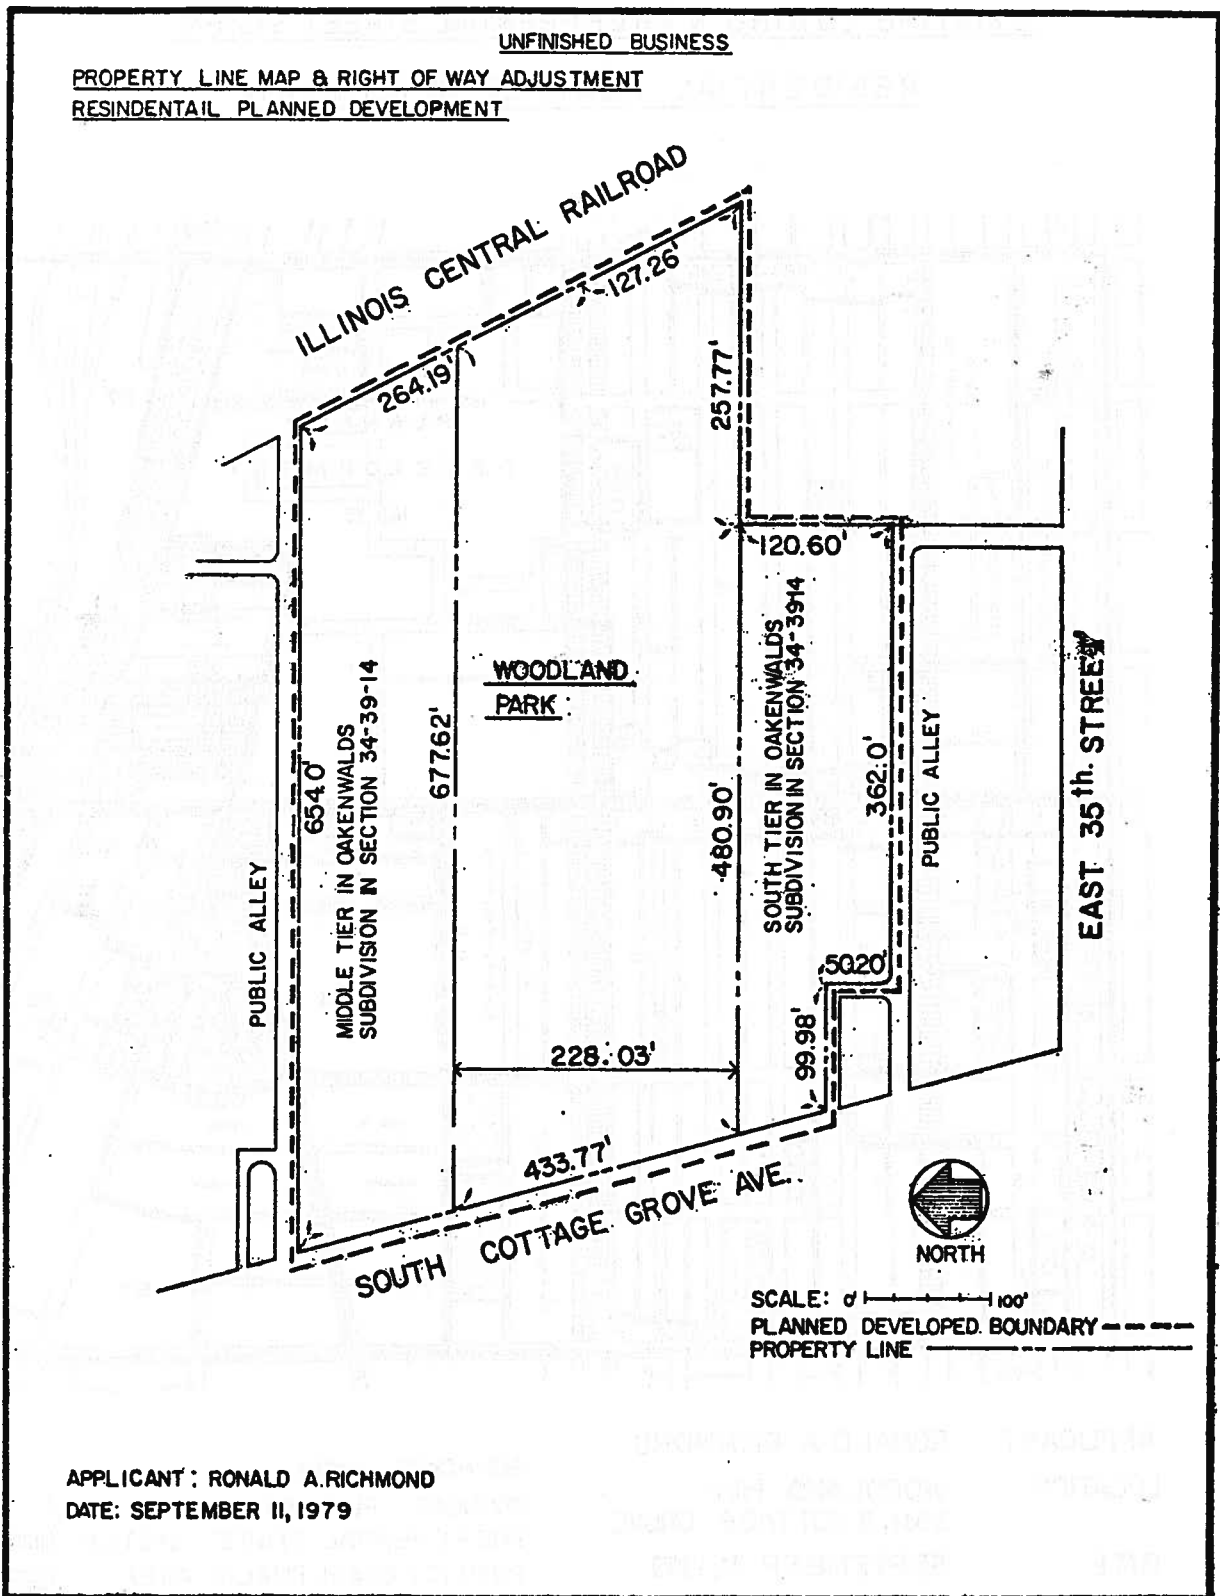 UNFINISHED BUSINESS
PROPERTY LINE MAP & RIGHT OF WAY ADJUSTMENT
RESINDENTAIL PLANNED DEVELOPMENT
ILLINOIS CENTRAL RAILROAD
127.26'
264.19'
257.77'
120.60'
WOODLAND
PARK
SOUTH TIER IN OAKENWALDS
SUBDIVISION IN SECTION 34-3914
MIDDLE TIER IN OAKENWALDS
SUBDIVISION IN SECTION 34-39-14
654.0'
677.62'
480.90'
362.0'
PUBLIC ALLEY
PUBLIC ALLEY
EAST 35th. STREET
50.20'
99.98'
228.03'
433.77'
SOUTH COTTAGE GROVE AVE.
NORTH
SCALE: 0' 100'
PLANNED DEVELOPED. BOUNDARY
PROPERTY LINE
APPLICANT: RONALD A. RICHMOND
DATE: SEPTEMBER 11, 1979